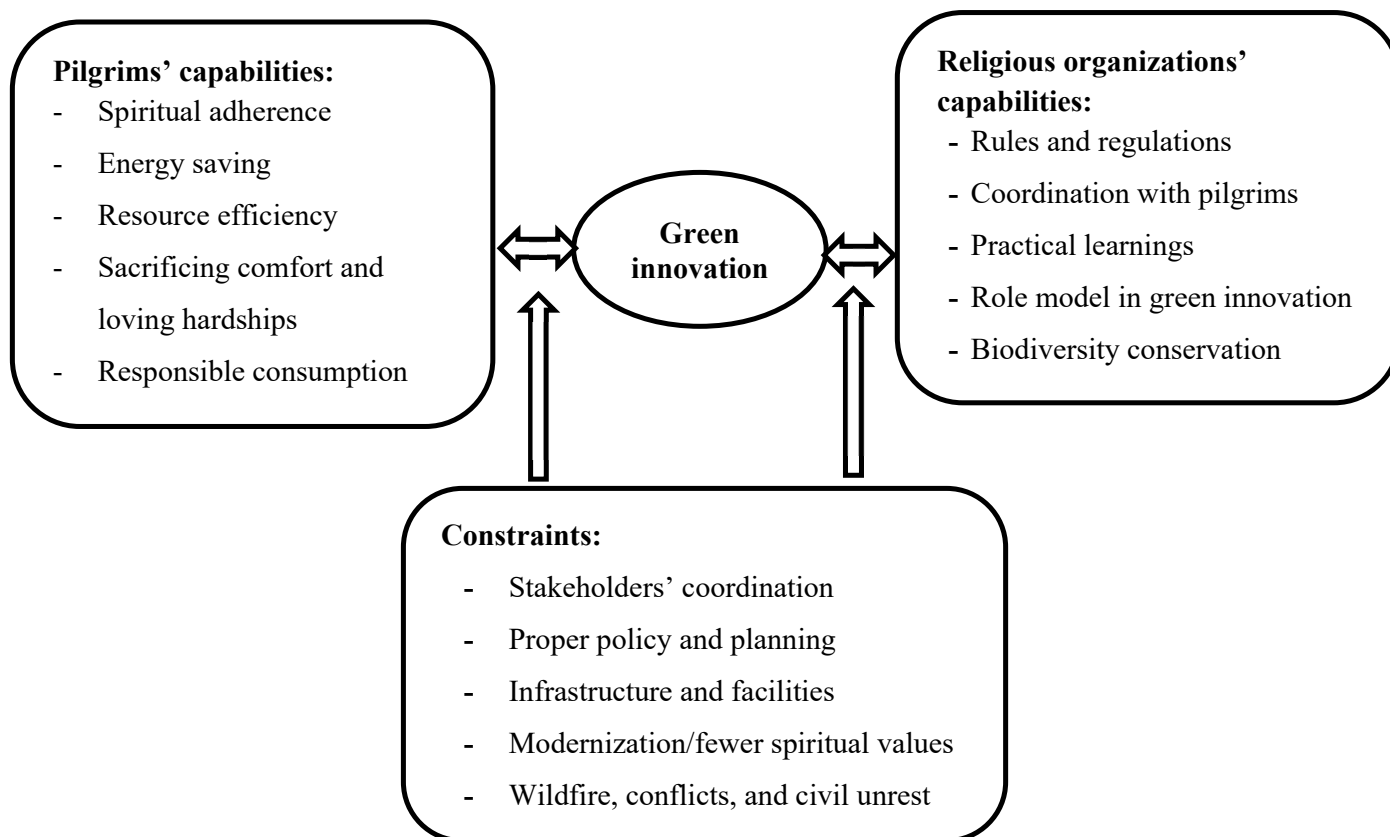 Pilgrims’ capabilities:
- Spiritual adherence
- Energy saving
- Resource efficiency
- Sacrificing comfort and
loving hardships
- Responsible consumption
Green
innovation
Religious organizations’
capabilities:
- Rules and regulations
- Coordination with pilgrims
- Practical learnings
- Role model in green innovation
- Biodiversity conservation
Constraints:
- Stakeholders’ coordination
- Proper policy and planning
- Infrastructure and facilities
- Modernization/fewer spiritual values
- Wildfire, conflicts, and civil unrest